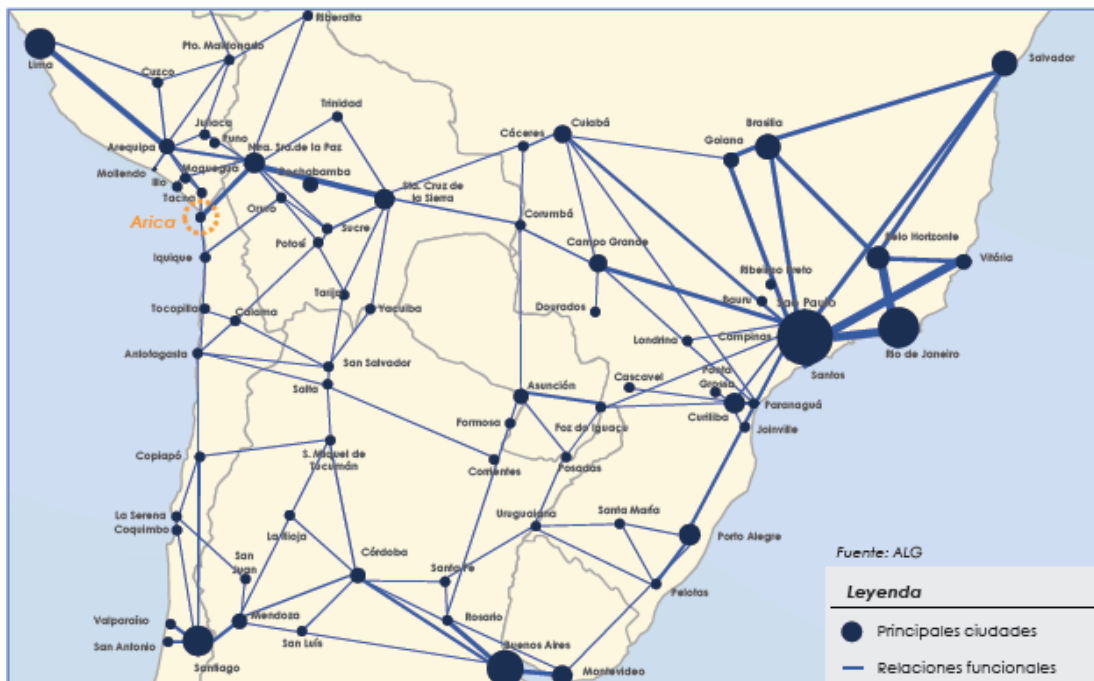 Riberalta
Pto. Maldonado
Lima
Cuzco
Salvador
Trinidad
Juliaca
Puno
Arequipa
Ntra. Sra.de la Paz
Cáceres
Cuiabá
Brasilia
Goiana
Mollendo
Moquegua
Ilo
Tacna
Cochabamba
Sta. Cruz de
la Sierra
Arica
Oruro
Sucre
Potosí
Corumbá
Campo Grande
Belo Horizonte
Vitória
Iquique
Ribeirao Preto
Bauru
Sao Paulo
Tarija
Yacuiba
Tocopilla
Calama
Dourados
Londrina
Campinas
Rio de Janeiro
Antofagasta
San Salvador
Salta
Santos
Asunción
Cascavel
Ponta
Grossa
Curitiba
Paranaguá
Formosa
Foz do Iguaçu
Joinville
Copiapó
S. Miguel de
Tucumán
Corrientes
Posadas
La Serena
Coquimbo
La Rioja
Uruguaiana
Santa María
Porto Alegre
San
Juan
Córdoba
Santa Fe
Pelotas
Valparaíso
San Antonio
Santiago
Mendoza
San Luís
Rosario
Buenos Aires
Montevideo
Fuente: ALG
Leyenda
Principales ciudades
Relaciones funcionales